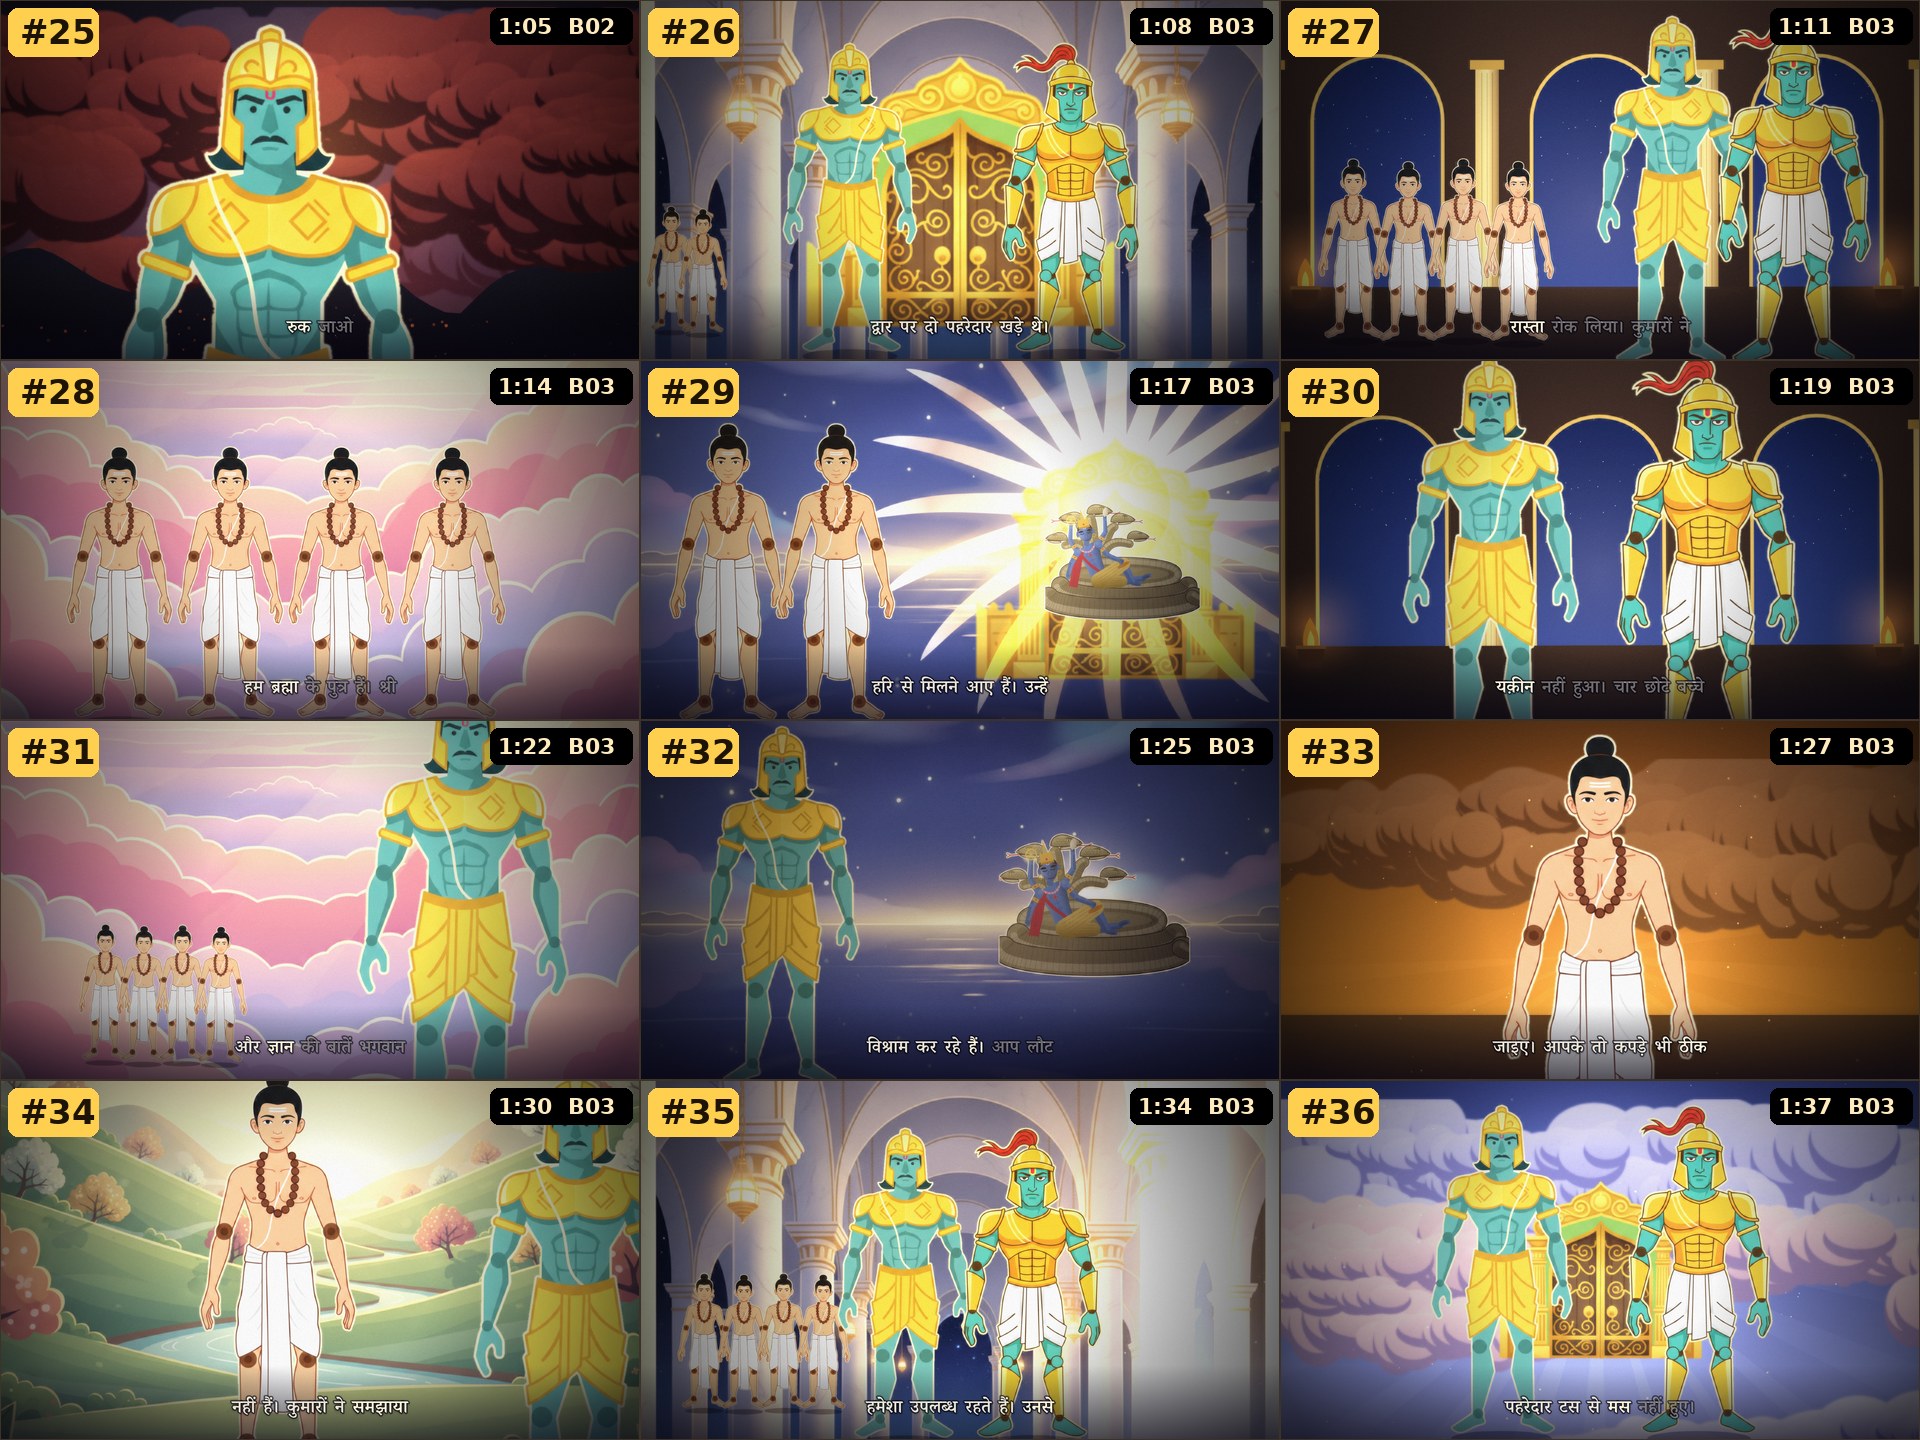 #25
1:05 B02
रुक जाओ
#26
1:08 B03
द्वार पर दो पहरेदार खड़े थे।
#27
1:11 B03
रास्ता रोक लिया। कुमारों ने
#28
1:14 B03
हम ब्रह्मा के पुत्र हैं। श्री
#29
1:17 B03
हरि से मिलने आए हैं। उन्हें
#30
1:19 B03
यक़ीन नहीं हुआ। चार छोटे बच्चे
#31
1:22 B03
और ज्ञान की बातें भगवान
#32
1:25 B03
विश्राम कर रहे हैं। आप लौट
#33
1:27 B03
जाइए। आपके तो कपड़े भी ठीक
#34
1:30 B03
नहीं हैं। कुमारों ने समझाया
#35
1:34 B03
हमेशा उपलब्ध रहते हैं। उनसे
#36
1:37 B03
पहरेदार टस से मस नहीं हुए।